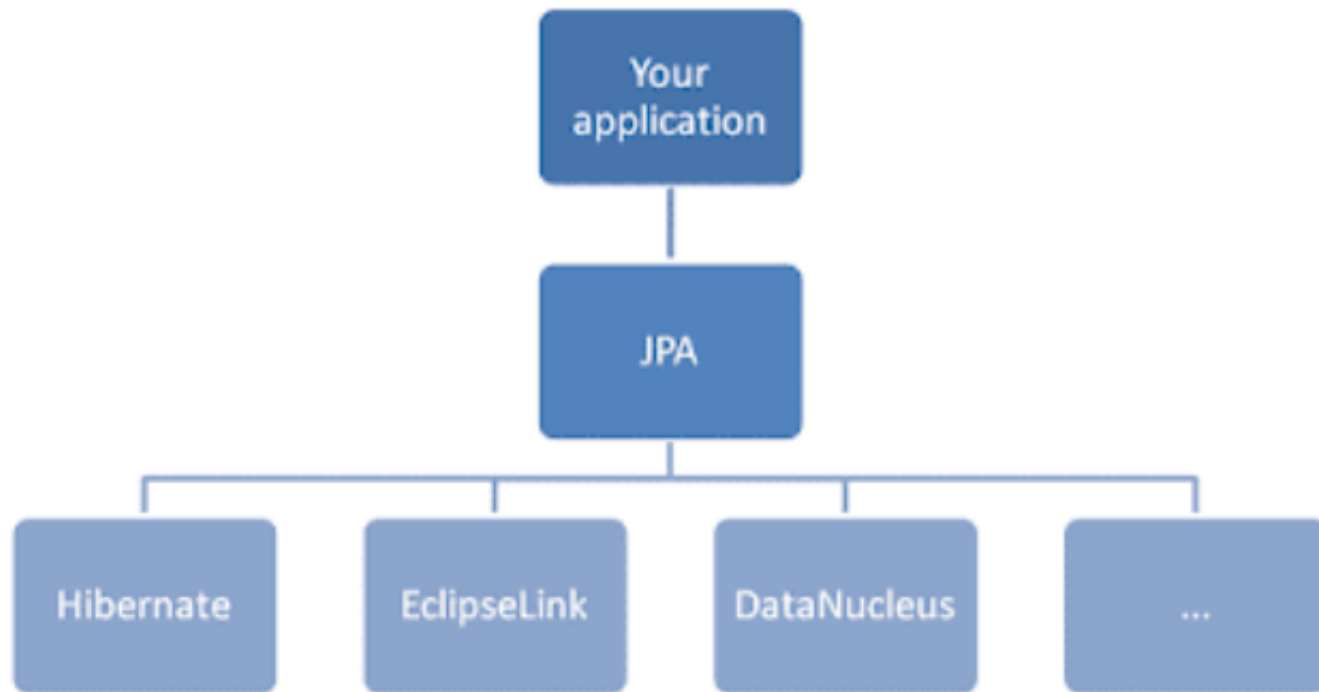 Your
application
JPA
Hibernate
EclipseLink
DataNucleus
...